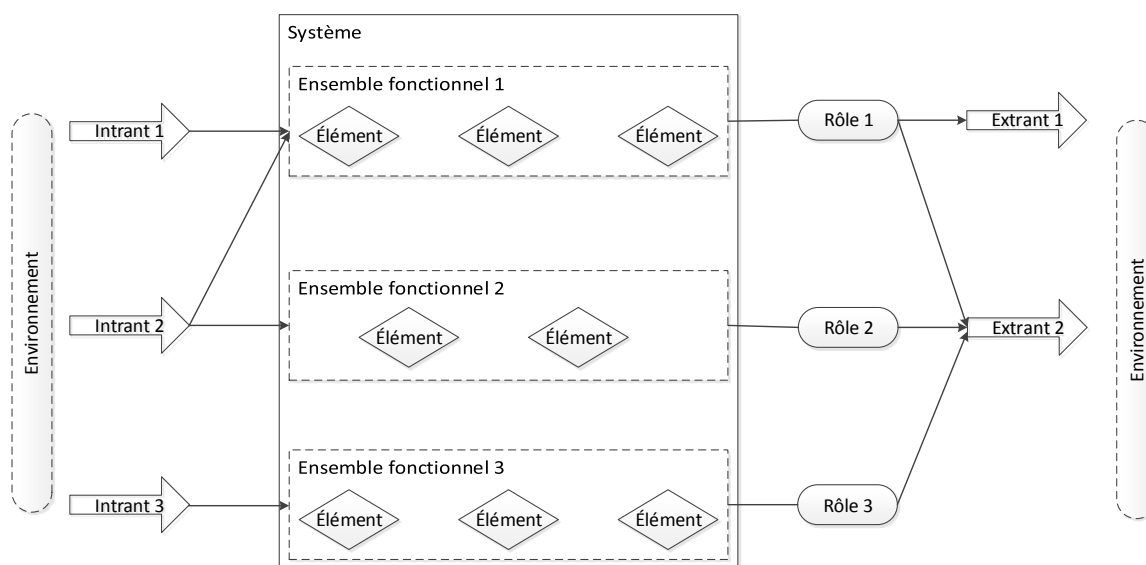 Système
Ensemble fonctionnel 1
Intrant 1
Élément
Élément
Élément
Rôle 1
Extrant 1
Environnement
Ensemble fonctionnel 2
Intrant 2
Élément
Élément
Rôle 2
Extrant 2
Environnement
Ensemble fonctionnel 3
Intrant 3
Élément
Élément
Élément
Rôle 3